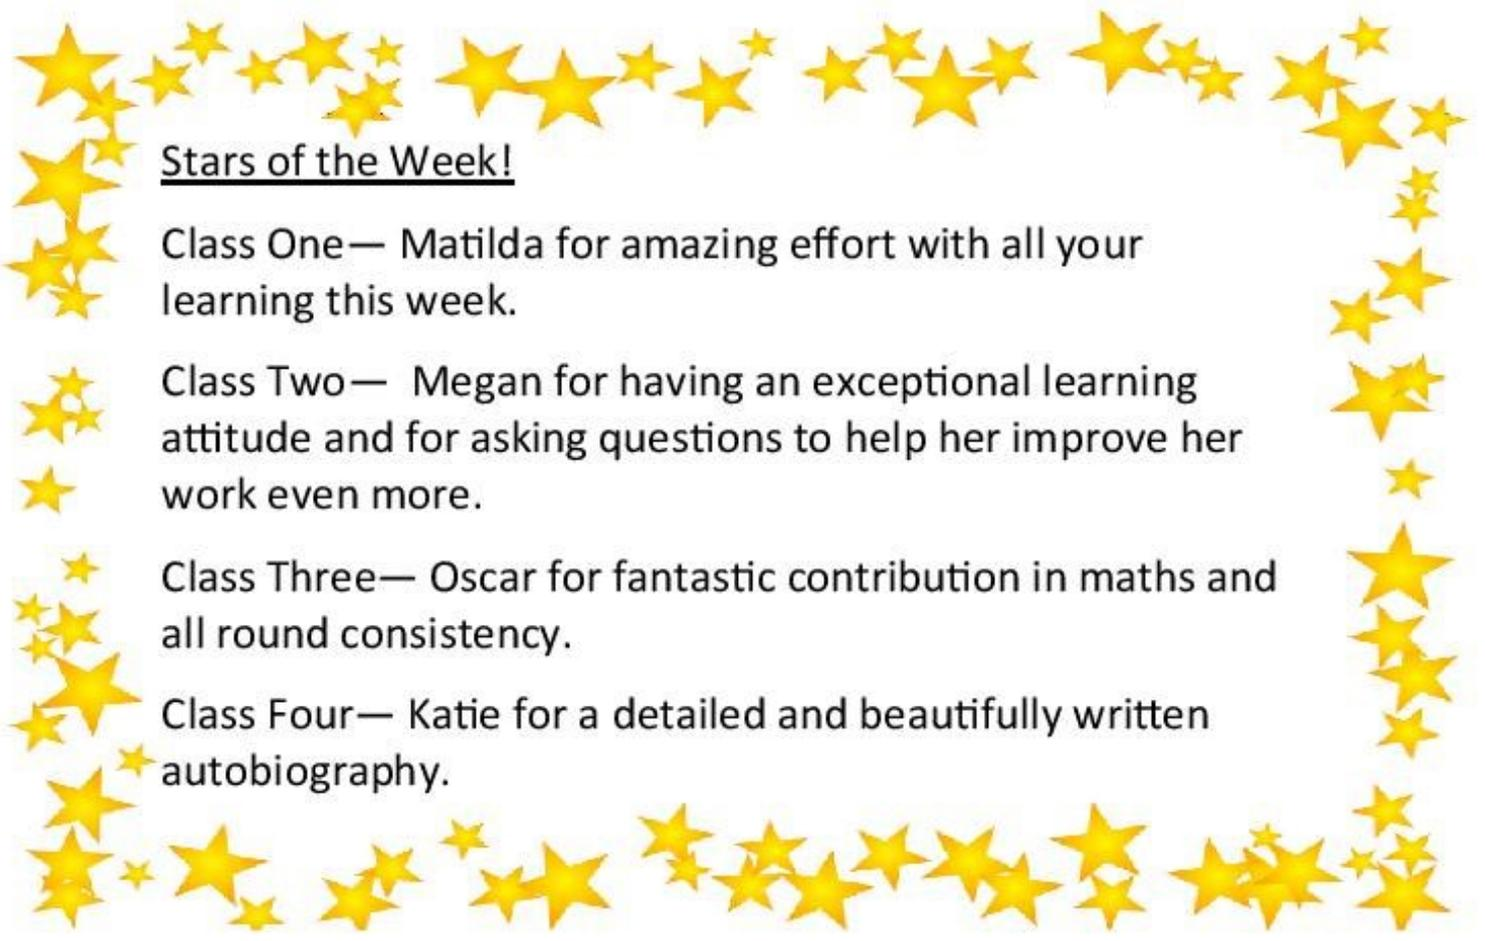 Stars of the Week!
Class One— Matilda for amazing effort with all your
learning this week.
Class Two—  Megan for having an exceptional learning
attitude and for asking questions to help her improve her
work even more.
Class Three— Oscar for fantastic contribution in maths and
all round consistency.
Class Four— Katie for a detailed and beautifully written
autobiography.